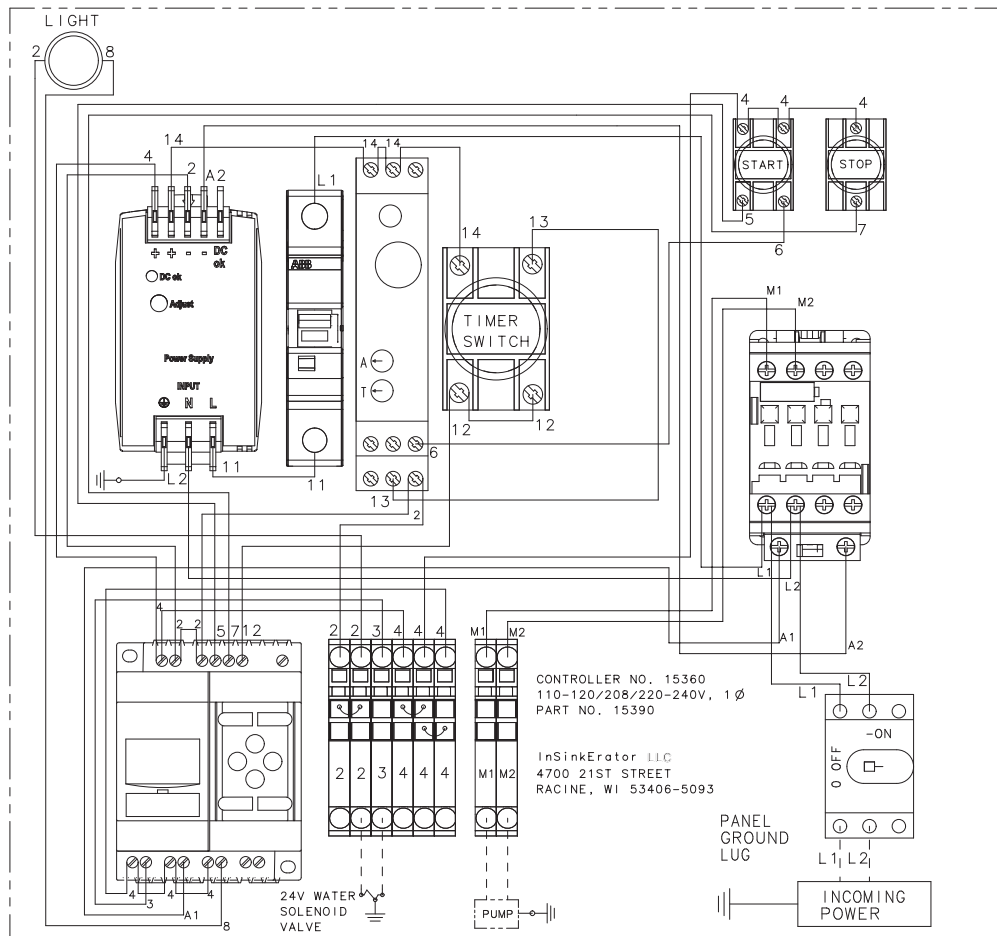 LIGHT
2 8
4 14 2 A2
14 14
L1
4 4 4
START STOP
5 6 7
+ + - - DC ok
DC ok
Adjust
Power Supply
INPUT
N L
L2 11
ABB
11
A
T
6
13
2
14 13
TIMER
SWITCH
12 12
M1 M2
L1 L2
A1 A2
4 2 2 5 7 12
2 2 3 4 4 4
M1 M2
2 2 3 4 4 4
M1 M2
CONTROLLER NO. 15360
110-120/208/220-240V, 1Ø
PART NO. 15390
InSinkErator LLC
4700 21ST STREET
RACINE, WI 53406-5093
L1 L2
-ON
O OFF
L1 L2
PANEL
GROUND
LUG
INCOMING
POWER
4 3 4 A1 4 8
24V WATER
SOLENOID
VALVE
PUMP